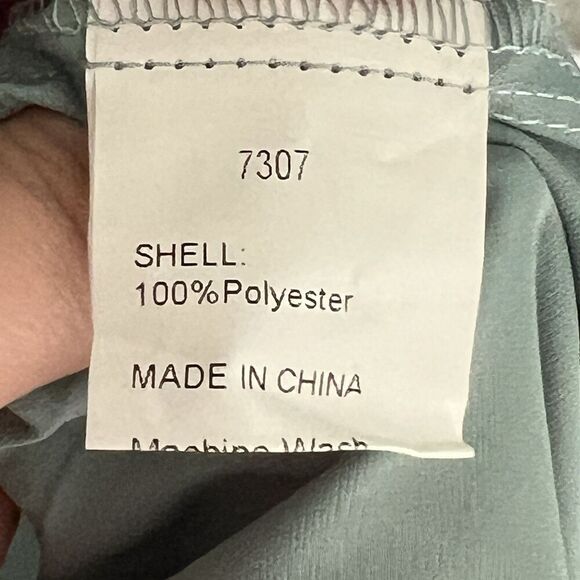 7307
SHELL:
100%Polyester
MADE IN CHINA
Machine Wash